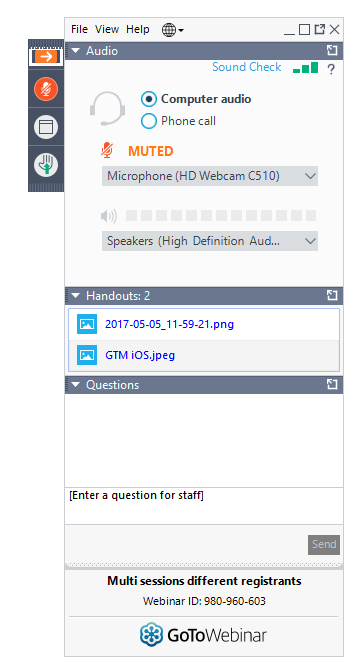 File View Help
Audio
Sound Check ?
Computer audio
Phone call
MUTED
Microphone (HD Webcam C510)
Speakers (High Definition Aud...
Handouts: 2
2017-05-05_11-59-21.png
GTM iOS.jpeg
Questions
[Enter a question for staff]
Send
Multi sessions different registrants
Webinar ID: 980-960-603
GoToWebinar